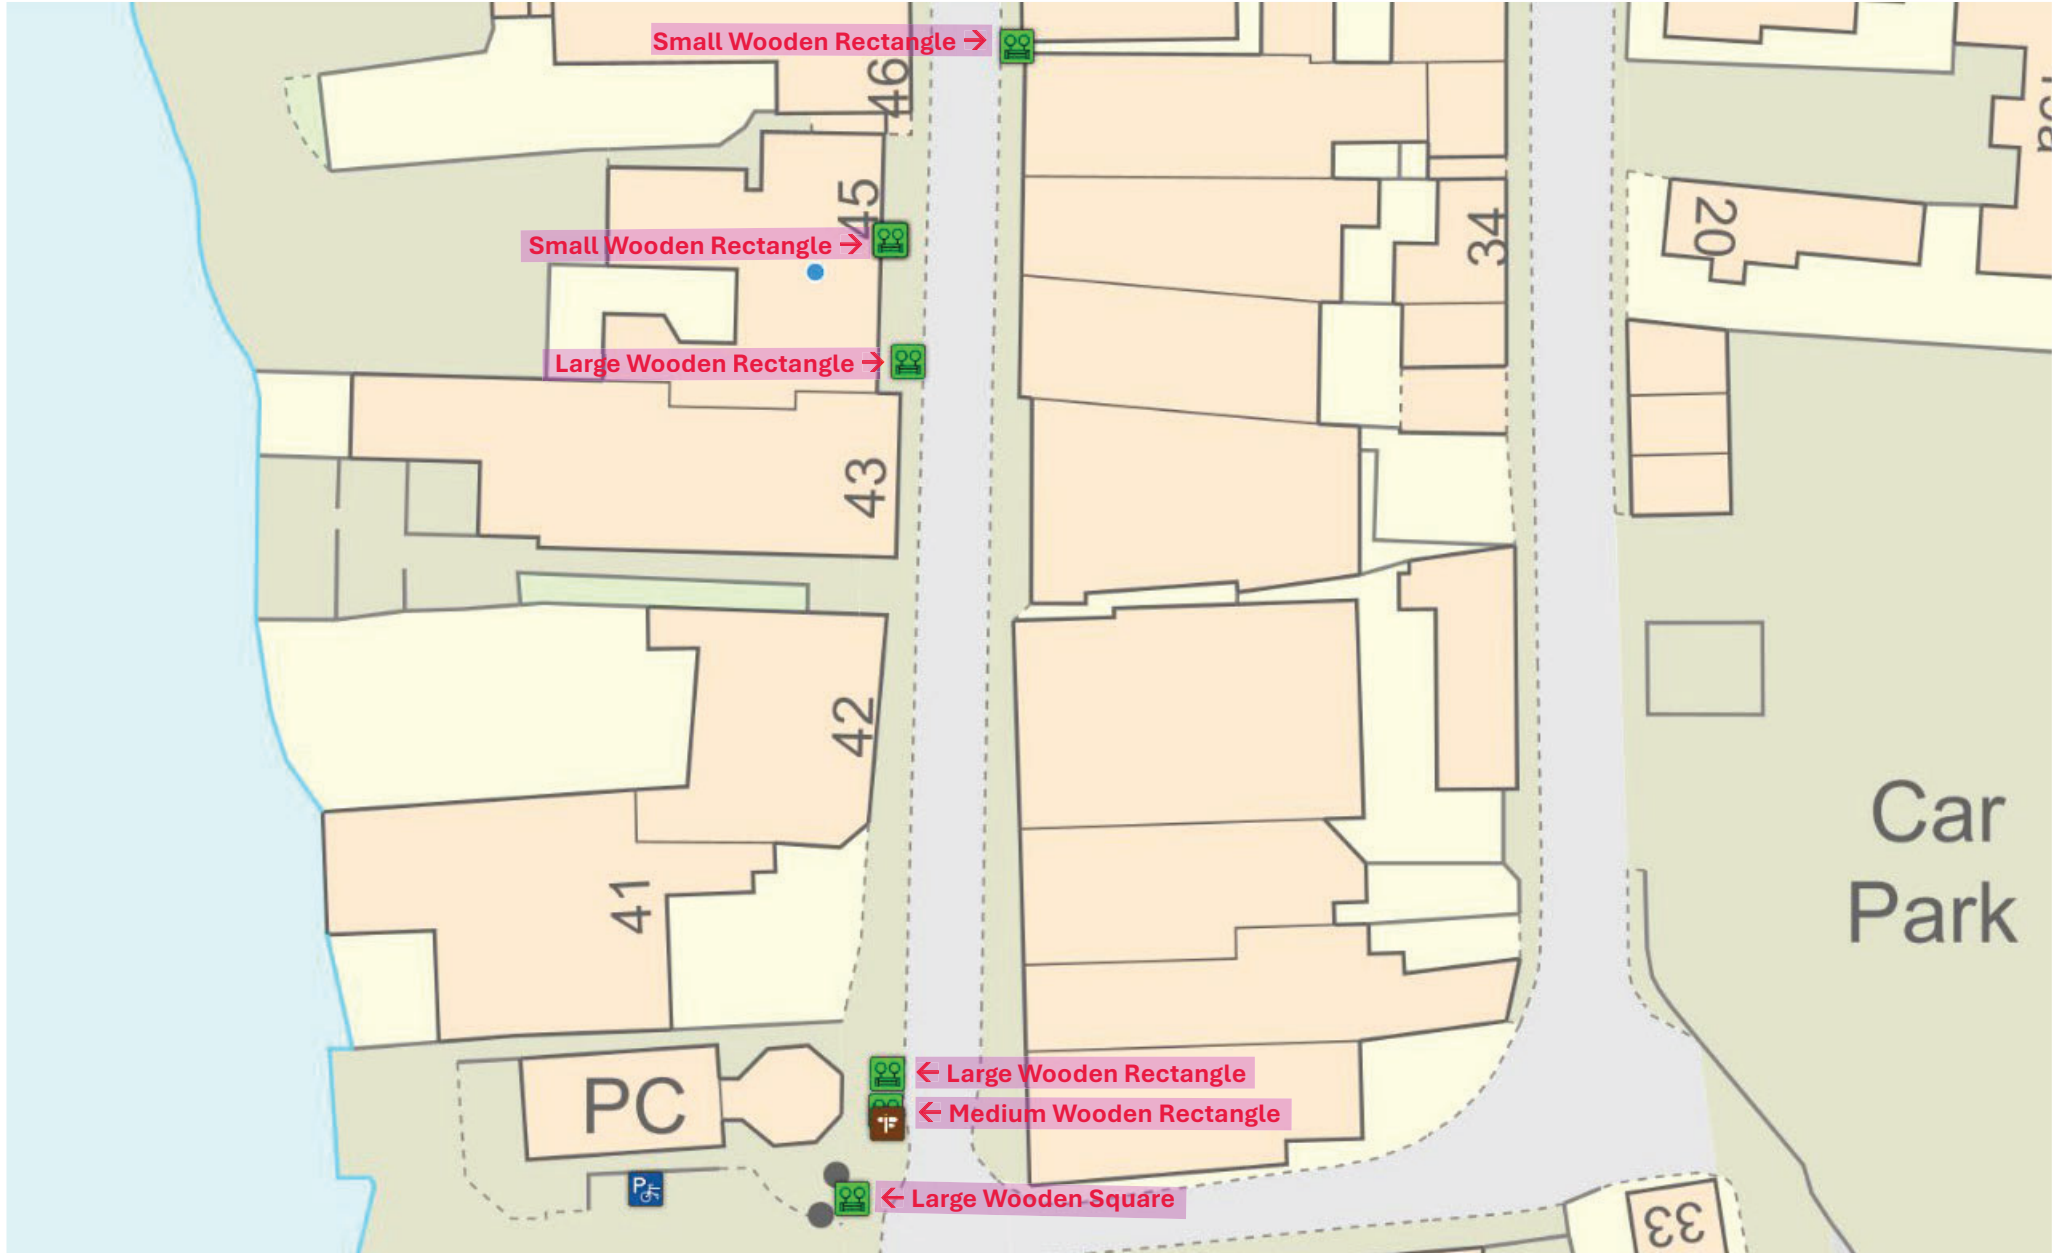 Small Wooden Rectangle →
46
45
34
20
Small Wooden Rectangle →
Large Wooden Rectangle →
43
42
Car
Park
41
Large Wooden Rectangle
PC
← Medium Wooden Rectangle
P
← Large Wooden Square
33